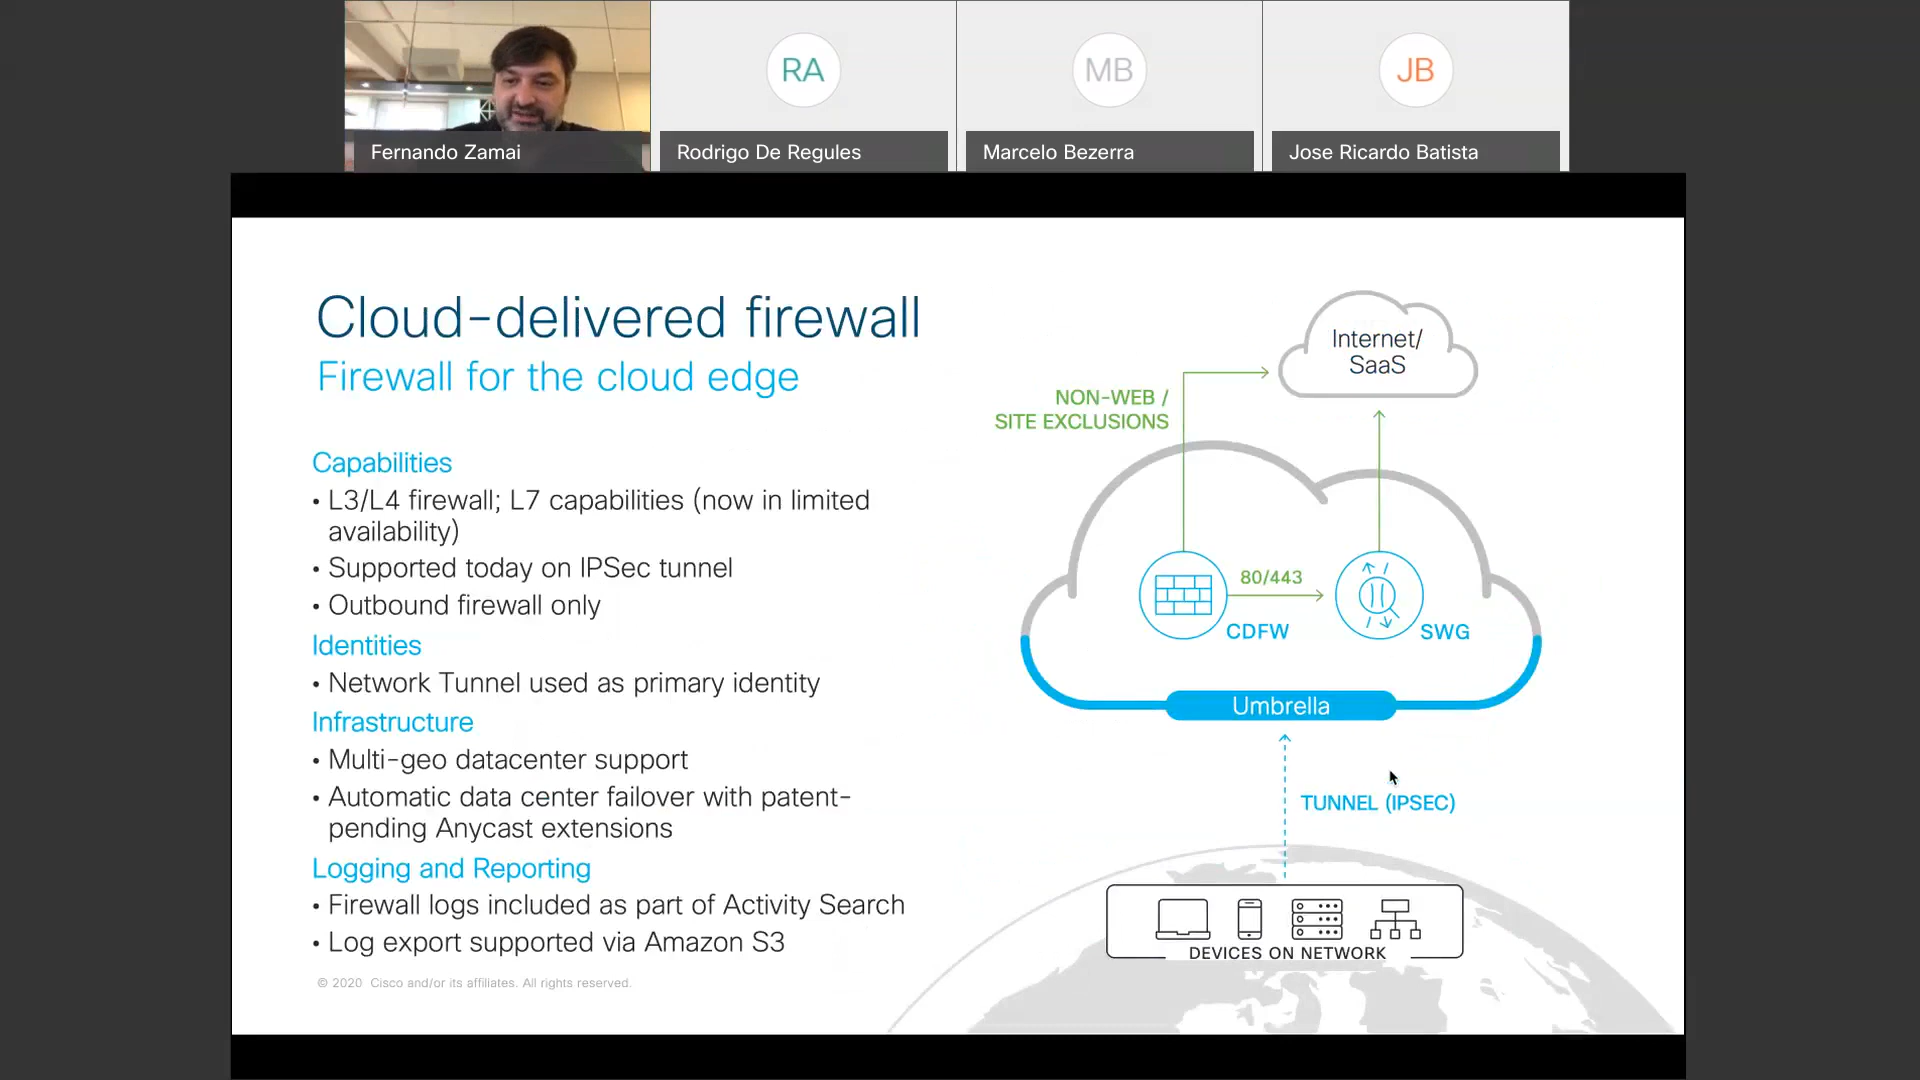 RA
MB
JB
Fernando Zamai
Rodrigo De Regules
Marcelo Bezerra
Jose Ricardo Batista
Cloud-delivered firewall
Firewall for the cloud edge
Capabilities
• L3/L4 firewall; L7 capabilities (now in limited
availability)
• Supported today on IPSec tunnel
• Outbound firewall only
Identities
• Network Tunnel used as primary identity
Infrastructure
• Multi-geo datacenter support
• Automatic data center failover with patent-
pending Anycast extensions
Logging and Reporting
• Firewall logs included as part of Activity Search
• Log export supported via Amazon S3
© 2020 Cisco and/or its affiliates. All rights reserved.
Internet/
SaaS
NON-WEB /
SITE EXCLUSIONS
80/443
CDFW
SWG
Umbrella
TUNNEL (IPSEC)
DEVICES ON NETWORK